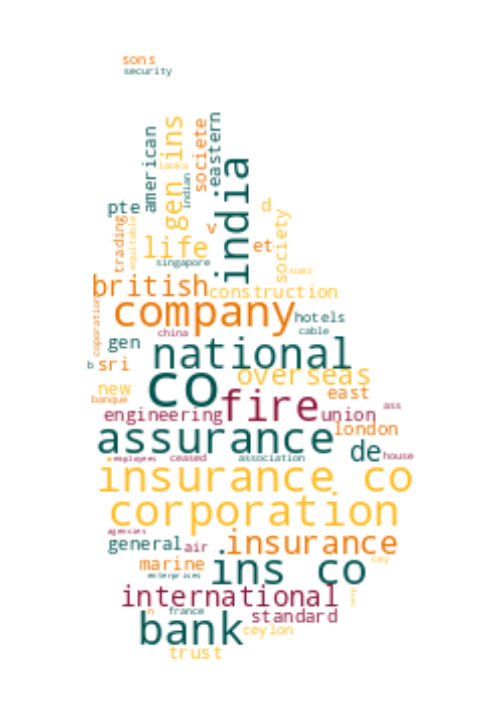 sons
security
american
gen
ins
lanka
indian
societe
eastern
india
pte
d
v
et
society
trading
equitable
life
singapore
suez
british
construction
coporation
company
hotels
china
cable
gen
national
b
sri
co
overseas
new
banque
east
engineering
fire
union
ass
assurance
london
de
employees
ceased
association
house
insurance co
corporation
agencies
general
air
.
insurance
cey
marine
enterprises
ins co
international
n
france
standard
bank
ceylon
trust